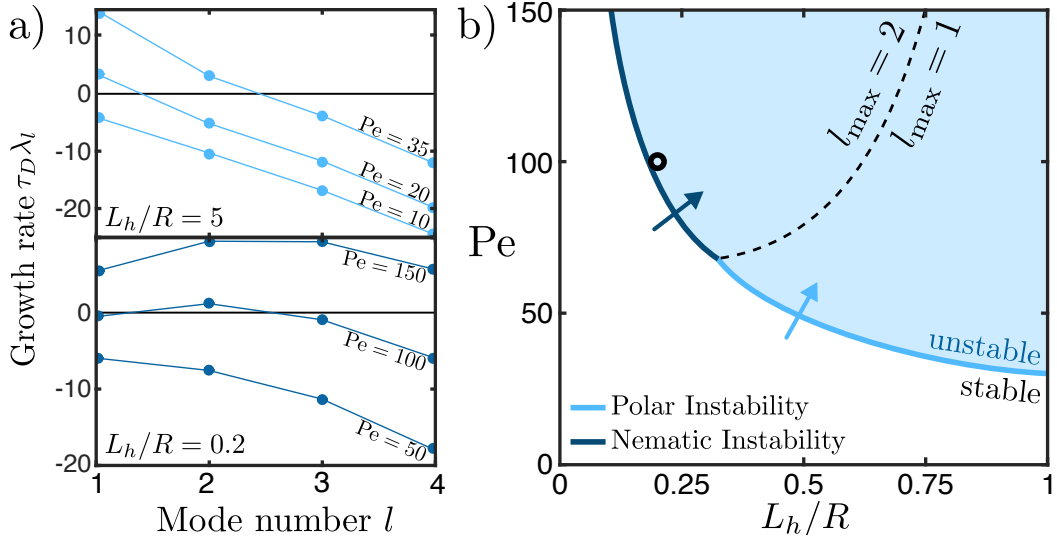 a)
Growth rate τ_Dλ_l
10
0
-10
-20
Pe = 35
Pe = 20
Pe = 10
L_h/R = 5
0
-10
-20
Pe = 150
Pe = 100
Pe = 50
L_h/R = 0.2
1 2 3 4
Mode number l
b)
Pe
150
100
50
0
l_max = 2
l_max = 1
unstable
stable
Polar Instability
Nematic Instability
0 0.25 0.5 0.75 1
L_h/R